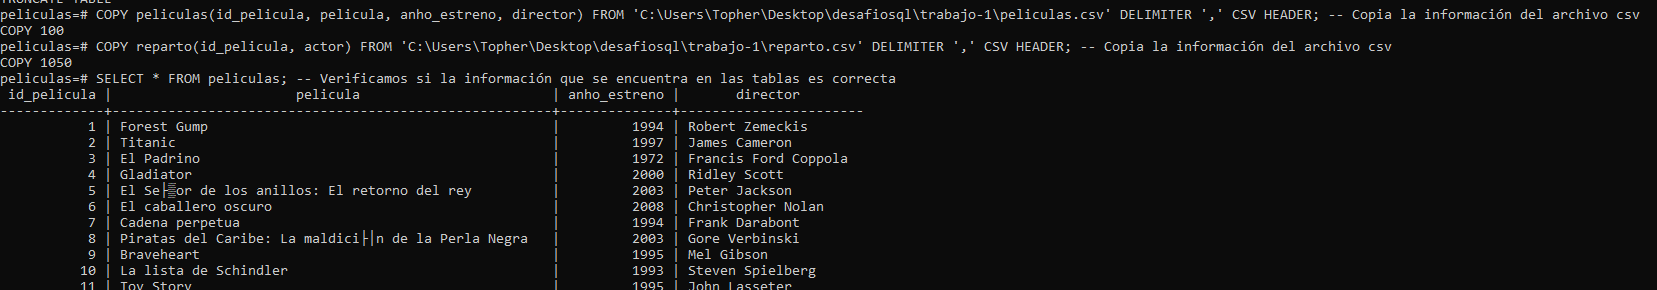 TRUNCATE TABLE
peliculas=# COPY peliculas(id_pelicula, pelicula, anho_estreno, director) FROM 'C:\Users\Topher\Desktop\desafiosql\trabajo-1\peliculas.csv' DELIMITER ',' CSV HEADER; -- Copia la información del archivo csv
COPY 100
peliculas=# COPY reparto(id_pelicula, actor) FROM 'C:\Users\Topher\Desktop\desafiosql\trabajo-1\reparto.csv' DELIMITER ',' CSV HEADER; -- Copia la información del archivo csv
COPY 1050
peliculas=# SELECT * FROM peliculas; -- Verificamos si la información que se encuentra en las tablas es correcta
id_pelicula | pelicula | anho_estreno | director
-------------+-------------------------------------------------------+--------------+-----------------------
1 | Forest Gump | 1994 | Robert Zemeckis
2 | Titanic | 1997 | James Cameron
3 | El Padrino | 1972 | Francis Ford Coppola
4 | Gladiator | 2000 | Ridley Scott
5 | El Se├▒or de los anillos: El retorno del rey | 2003 | Peter Jackson
6 | El caballero oscuro | 2008 | Christopher Nolan
7 | Cadena perpetua | 1994 | Frank Darabont
8 | Piratas del Caribe: La maldici├│n de la Perla Negra | 2003 | Gore Verbinski
9 | Braveheart | 1995 | Mel Gibson
10 | La lista de Schindler | 1993 | Steven Spielberg
11 | Toy Story | 1995 | John Lasseter